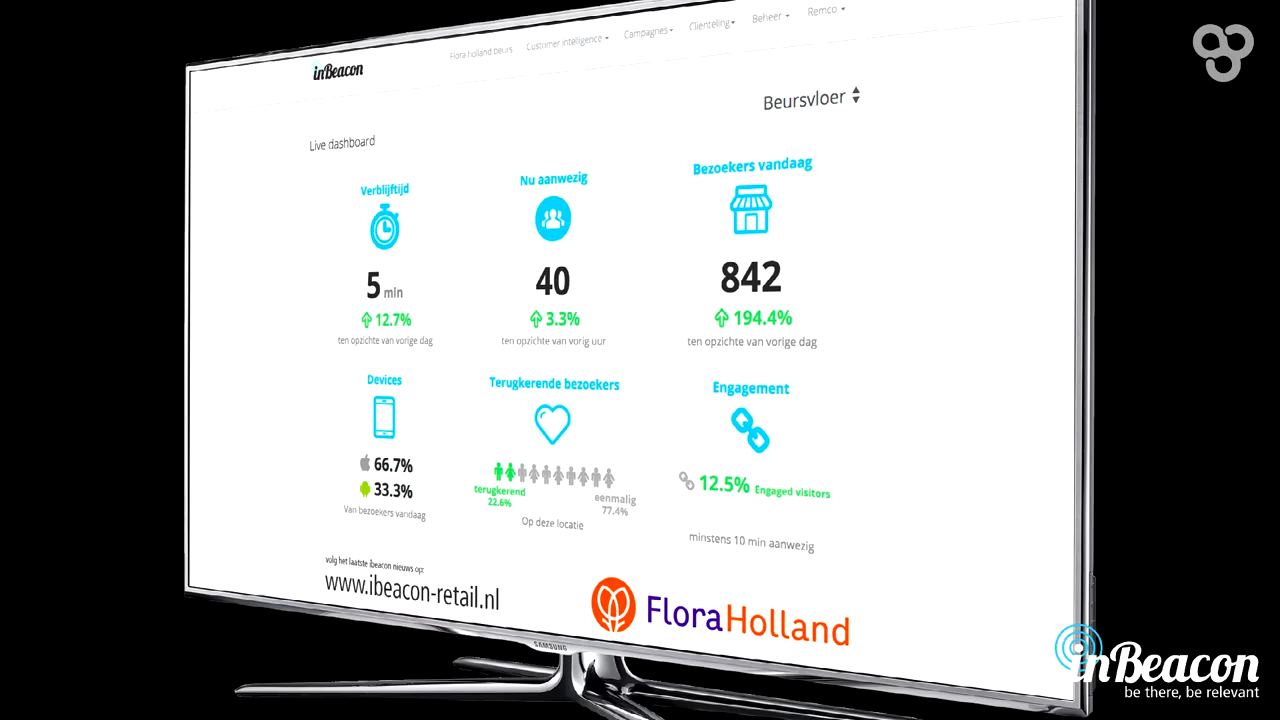 inBeacon
Flora holland beurs
Customer intelligence
Campagnes
Clienteling
Beheer
Remco
Beursvloer
Live dashboard
Verblijftijd
5 min
12.7%
ten opzichte van vorige dag
Nu aanwezig
40
3.3%
ten opzichte van vorig uur
Bezoekers vandaag
842
194.4%
ten opzichte van vorige dag
Devices
66.7%
33.3%
Van bezoekers vandaag
Terugkerende bezoekers
terugkerend
22.6%
eenmalig
77.4%
Op deze locatie
Engagement
12.5% Engaged visitors
minstens 10 min aanwezig
volg het laatste ibeacon nieuws op:
www.ibeacon-retail.nl
FloraHolland
SAMSUNG
inBeacon
be there, be relevant